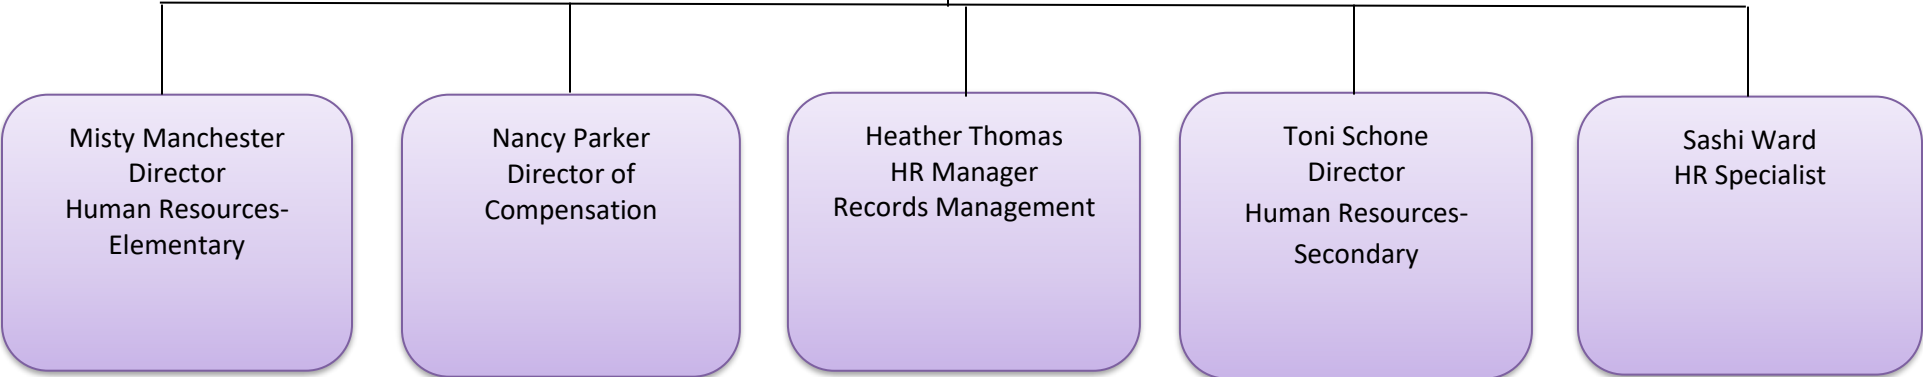 Misty Manchester
Director
Human Resources-
Elementary
Nancy Parker
Director of
Compensation
Heather Thomas
HR Manager
Records Management
Toni Schone
Director
Human Resources-
Secondary
Sashi Ward
HR Specialist